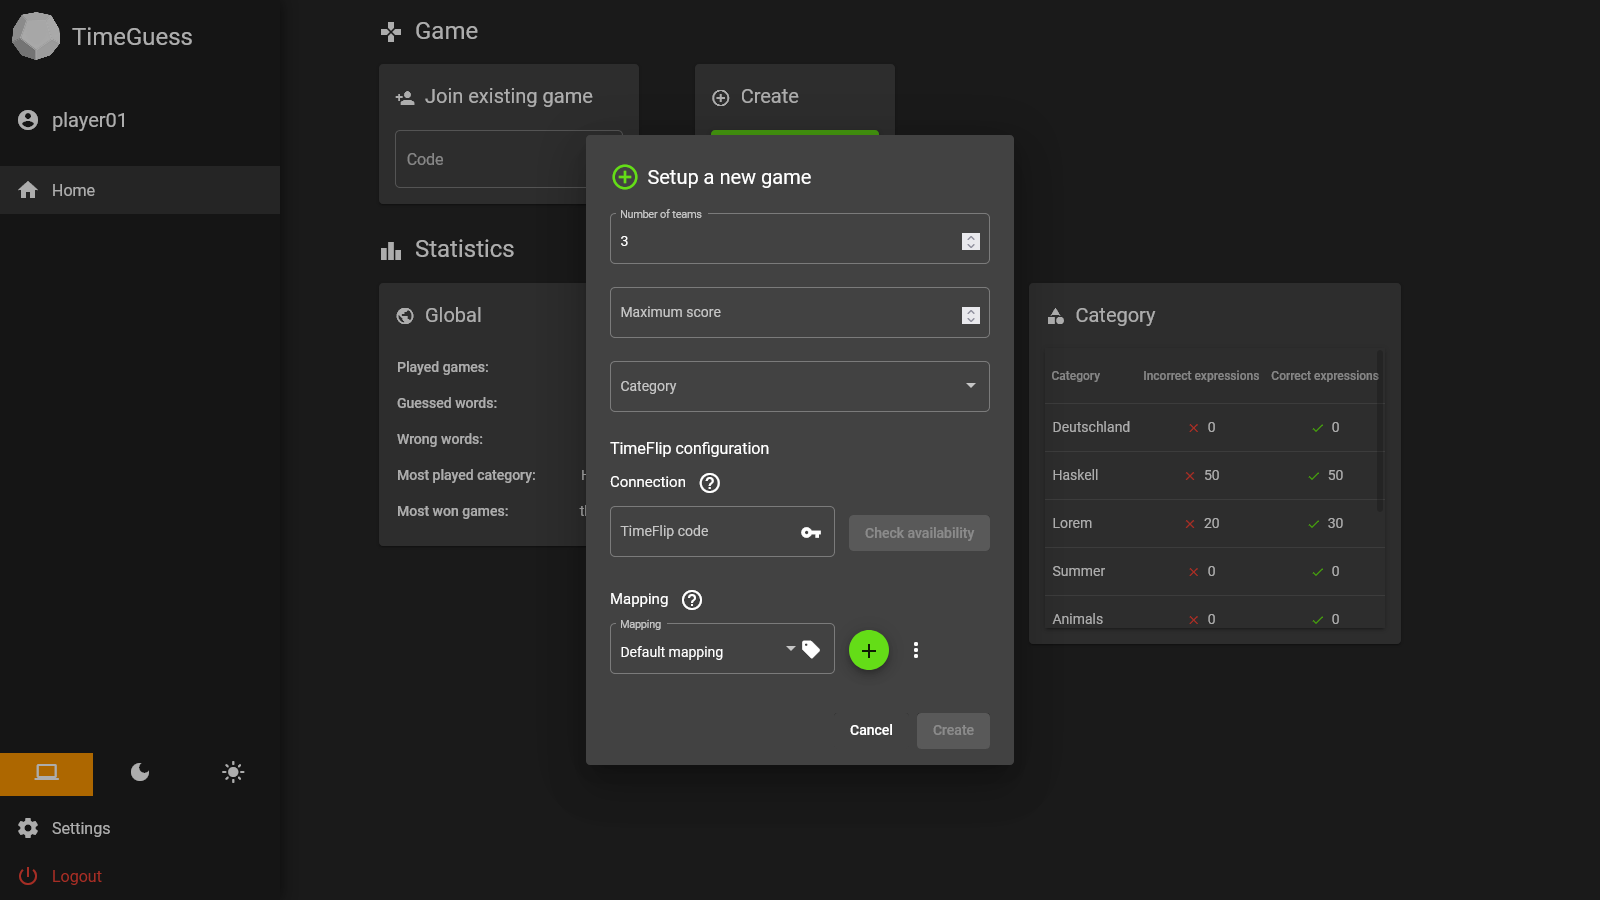 TimeGuess
player01
Home
Settings
Logout
Game
Join existing game
Code
Create
Statistics
Global
Played games:
Guessed words:
Wrong words:
Most played category:
Most won games:
Setup a new game
Number of teams
3
Maximum score
Category
TimeFlip configuration
Connection
TimeFlip code
Check availability
Mapping
Mapping
Default mapping
Cancel
Create
Category
Category Incorrect expressions Correct expressions
Deutschland 0 0
Haskell 50 50
Lorem 20 30
Summer 0 0
Animals 0 0